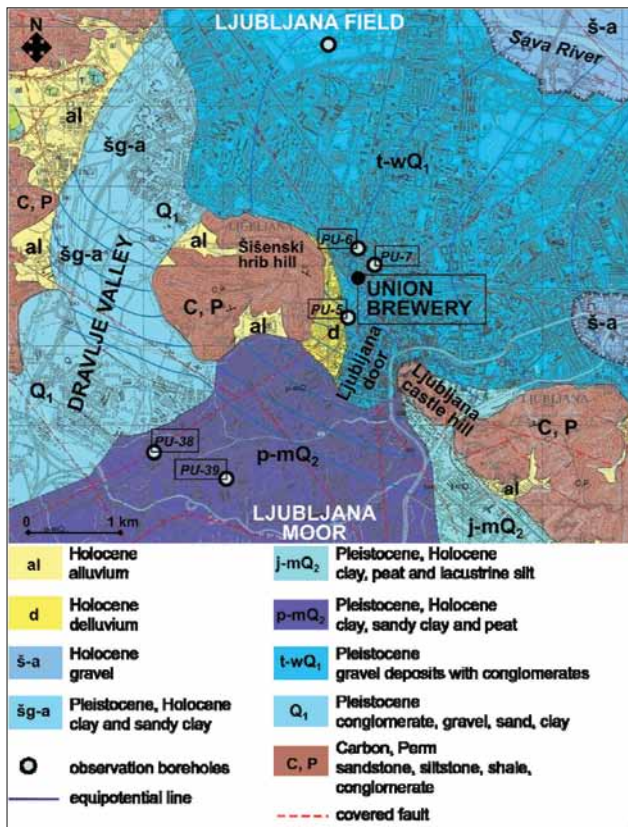 LJUBLJANA FIELD
š-a
Sava River
al
šg-a
t-wQ₁
C, P
Q₁
al
al
šg-a
Šišenski
hrib hill
PU-6
PU-7
UNION
BREWERY
C, P
PU-5
al
d
DRAVLJE VALLEY
Ljubljana
door
š-a
Q₁
Ljubljana
castle hill
C, P
PU-38
p-mQ₂
PU-39
al
LJUBLJANA
MOOR
j-mQ₂
0 1 km
al Holocene
alluvium
d Holocene
delluvium
š-a Holocene
gravel
šg-a Pleistocene, Holocene
clay and sandy clay
observation boreholes
equipotential line
j-mQ₂ Pleistocene, Holocene
clay, peat and lacustrine silt
p-mQ₂ Pleistocene, Holocene
clay, sandy clay and peat
t-wQ₁ Pleistocene
gravel deposits with conglomerates
Q₁ Pleistocene
conglomerate, gravel, sand, clay
C, P Carbon, Perm
sandstone, siltstone, shale,
conglomerate
covered fault